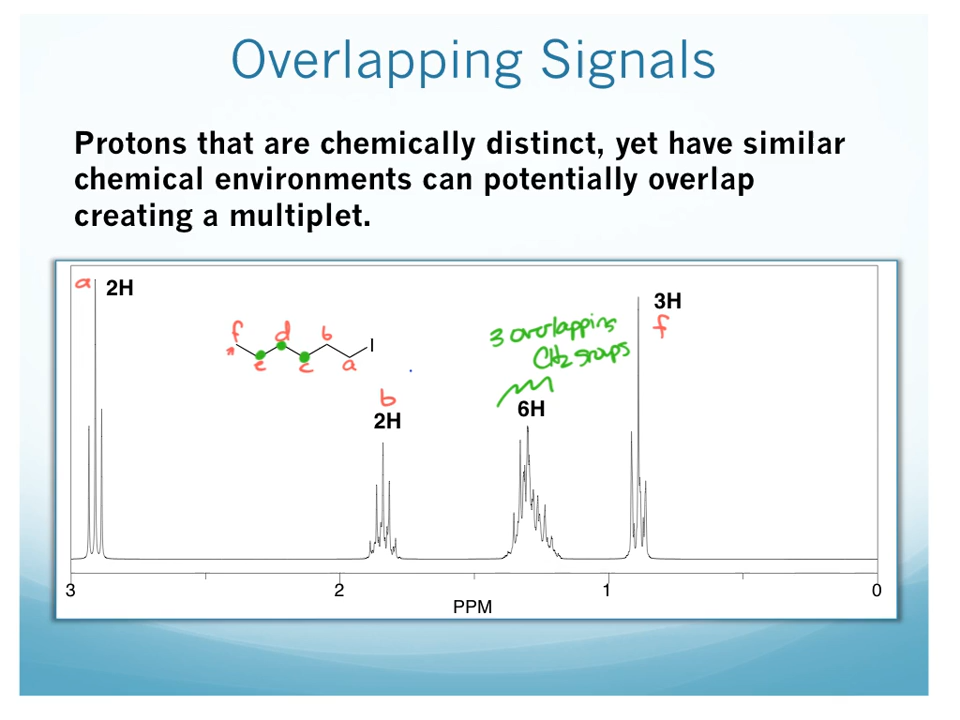 Overlapping Signals
Protons that are chemically distinct, yet have similar
chemical environments can potentially overlap
creating a multiplet.
a 2H
f d b I
e c a
b
2H
3 overlapping
CH2 groups
6H
3H
f
3 2 1 0
PPM